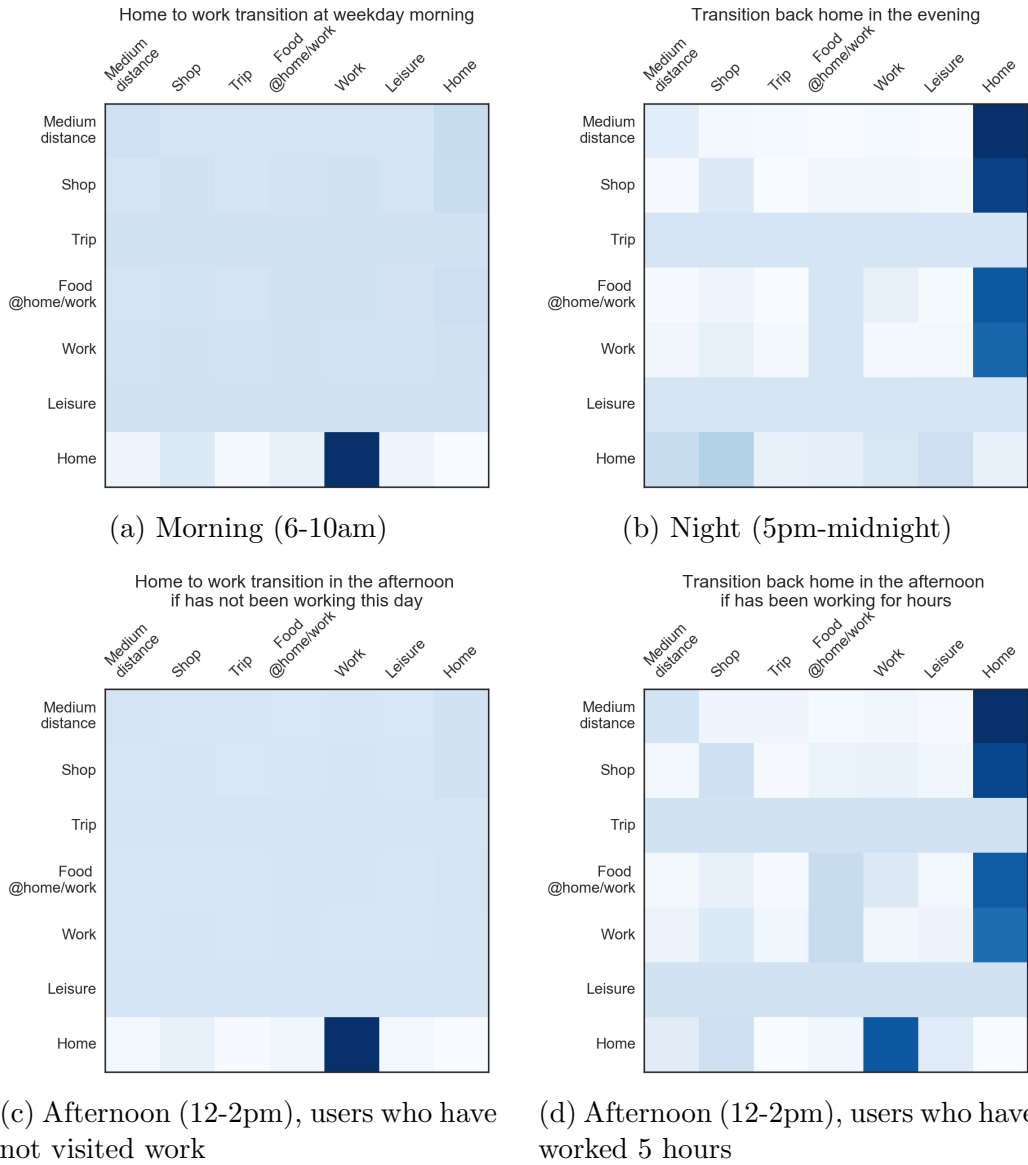 Home to work transition at weekday morning
Medium
distance
Shop
Trip
Food
@home/work
Work
Leisure
Home
Medium
distance
Shop
Trip
Food
@home/work
Work
Leisure
Home
(a) Morning (6-10am)
Transition back home in the evening
Medium
distance
Shop
Trip
Food
@home/work
Work
Leisure
Home
Medium
distance
Shop
Trip
Food
@home/work
Work
Leisure
Home
(b) Night (5pm-midnight)
Home to work transition in the afternoon
if has not been working this day
Medium
distance
Shop
Trip
Food
@home/work
Work
Leisure
Home
Medium
distance
Shop
Trip
Food
@home/work
Work
Leisure
Home
(c) Afternoon (12-2pm), users who have
not visited work
Transition back home in the afternoon
if has been working for hours
Medium
distance
Shop
Trip
Food
@home/work
Work
Leisure
Home
Medium
distance
Shop
Trip
Food
@home/work
Work
Leisure
Home
(d) Afternoon (12-2pm), users who have
worked 5 hours